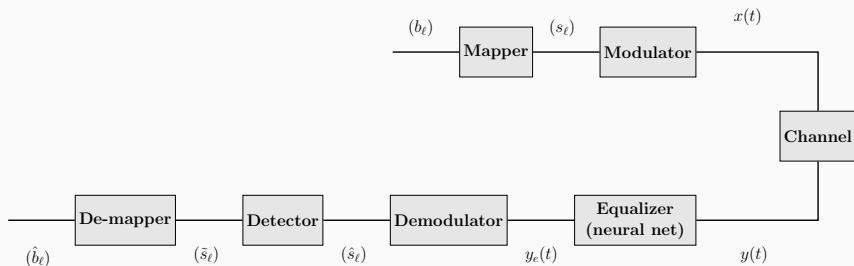 (b_ℓ) (s_ℓ) x(t)
Mapper Modulator
Channel
De-mapper Detector Demodulator Equalizer
(neural net)
(b̂_ℓ) (s̃_ℓ) (ŝ_ℓ) y_e(t) y(t)